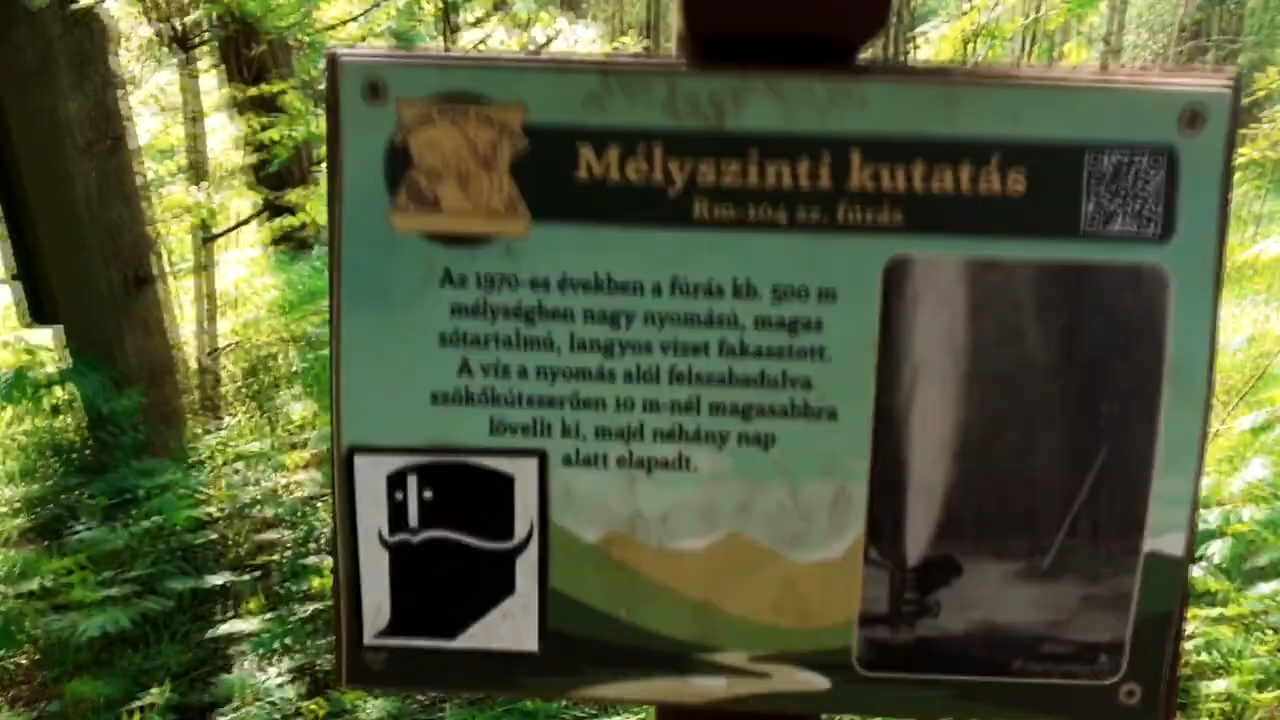 Mélyszinti kutatás
Rm-104 sz. fúrás
Az 1970-es években a fúrás kb. 500 m
mélységben nagy nyomású, magas
sótartalmú, langyos vizet fakasztott.
A víz a nyomás alól felszabadulva
szökőkútszerűen 10 m-nél magasabbra
lövellt ki, majd néhány nap
alatt elapadt.